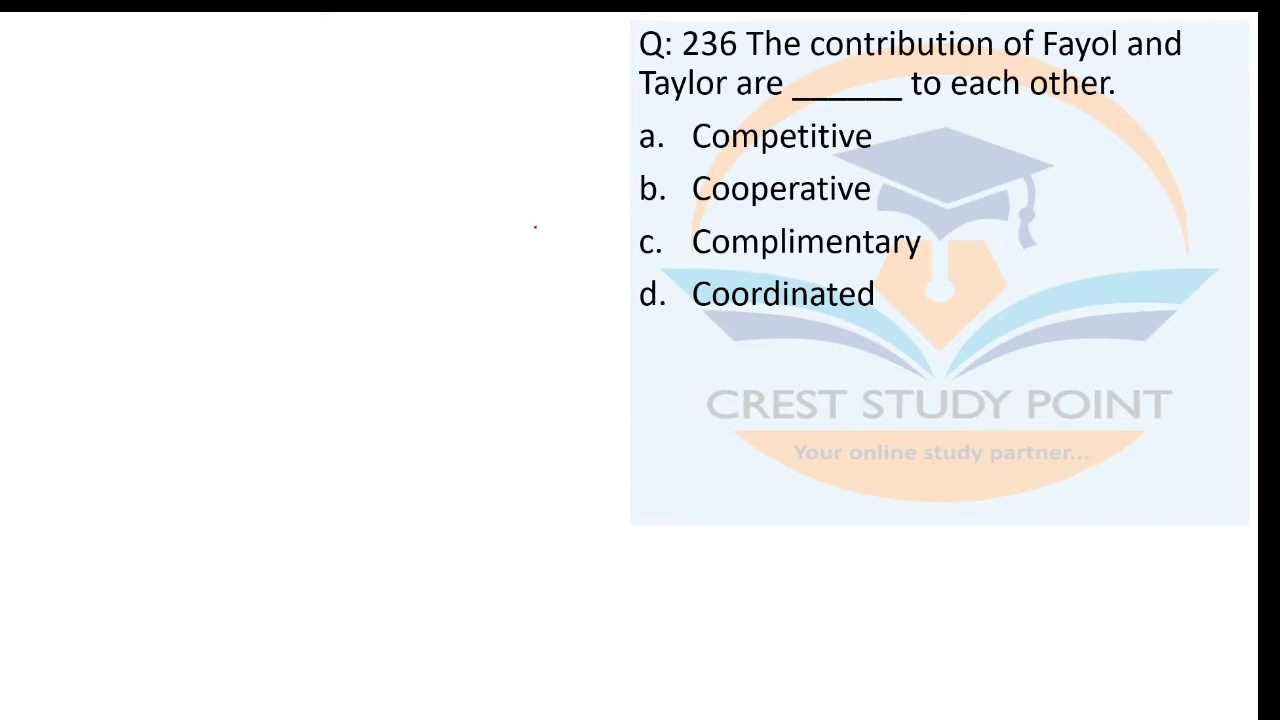 Q: 236 The contribution of Fayol and
Taylor are ______ to each other.
a. Competitive
b. Cooperative
c. Complimentary
d. Coordinated
CREST STUDY POINT
Your online study partner...